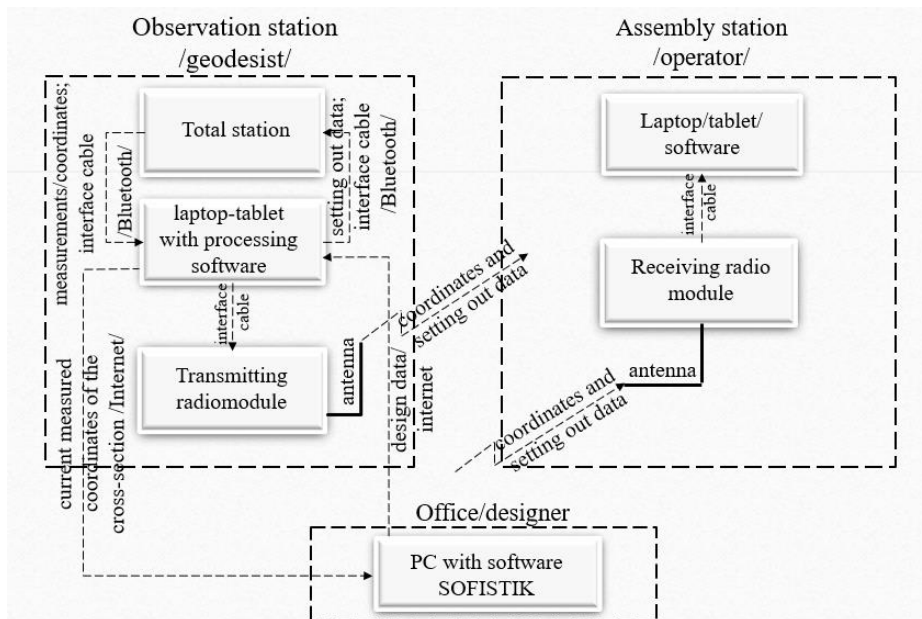 Observation station
/geodesist/
Assembly station
/operator/
Total station
measurements/coordinates;
interface cable
/Bluetooth/
setting out data;
interface cable
/Bluetooth/
laptop-tablet
with processing
software
interface
cable
Transmitting
radiomodule
antenna
coordinates and
setting out data
Laptop/tablet/
software
interface
cable
Receiving radio
module
antenna
coordinates and
setting out data
current measured
coordinates of the
cross-section /Internet/
design data/
internet
Office/designer
PC with software
SOFISTIK